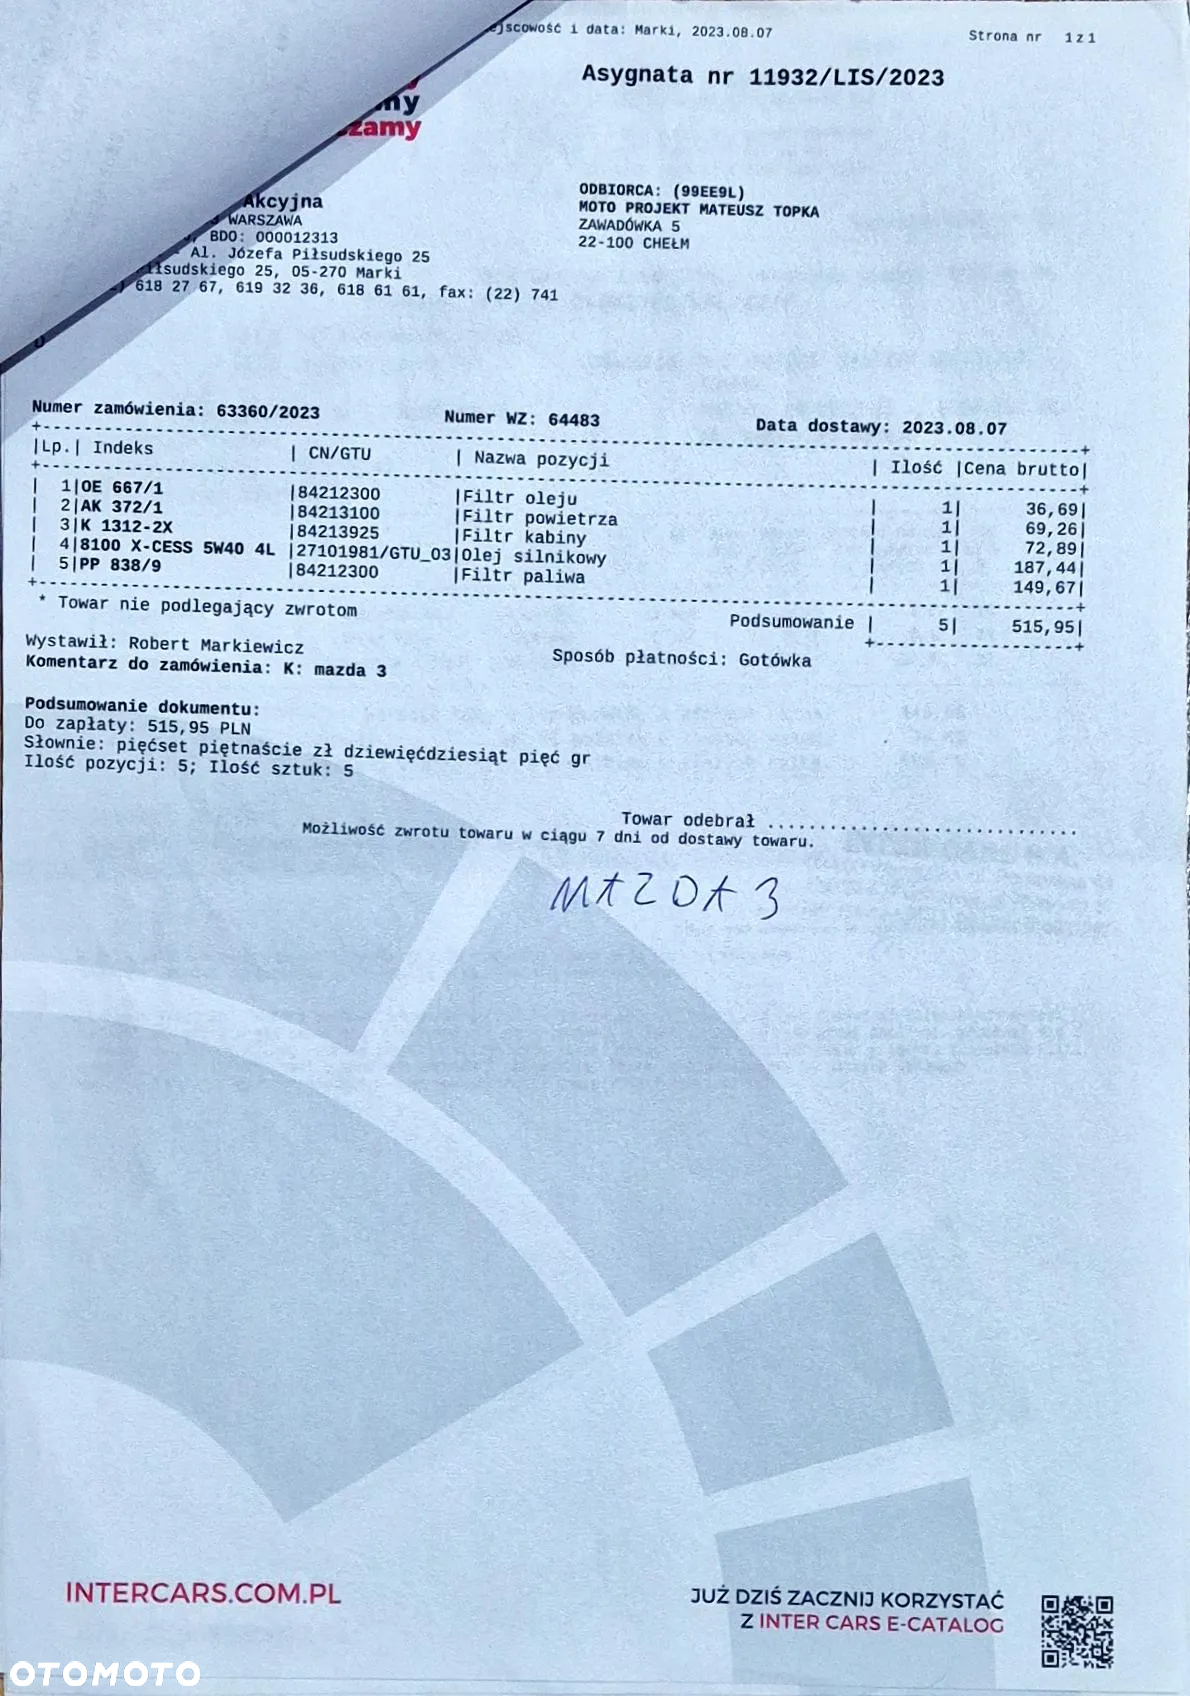 jscowość i data: Marki, 2023.08.07
Strona nr 1 z 1
Asygnata nr 11932/LIS/2023
Akcyjna
WARSZAWA
BDO: 000012313
Al. Józefa Piłsudskiego 25
iłsudskiego 25, 05-270 Marki
618 27 67, 619 32 36, 618 61 61, fax: (22) 741
ODBIORCA: (99EE9L)
MOTO PROJEKT MATEUSZ TOPKA
ZAWADÓWKA 5
22-100 CHEŁM
Numer zamówienia: 63360/2023 Numer WZ: 64483 Data dostawy: 2023.08.07
|Lp.| Indeks | CN/GTU | Nazwa pozycji | Ilość |Cena brutto|
| 1|OE 667/1 |84212300 |Filtr oleju | 1| 36,69|
| 2|AK 372/1 |84213100 |Filtr powietrza | 1| 69,26|
| 3|K 1312-2X |84213925 |Filtr kabiny | 1| 72,89|
| 4|8100 X-CESS 5W40 4L |27101981/GTU_03|Olej silnikowy | 1| 187,44|
| 5|PP 838/9 |84212300 |Filtr paliwa | 1| 149,67|
* Towar nie podlegający zwrotom
Podsumowanie | 5| 515,95|
Wystawił: Robert Markiewicz
Sposób płatności: Gotówka
Komentarz do zamówienia: K: mazda 3
Podsumowanie dokumentu:
Do zapłaty: 515,95 PLN
Słownie: pięćset piętnaście zł dziewięćdziesiąt pięć gr
Ilość pozycji: 5; Ilość sztuk: 5
Towar odebrał ..............................
Możliwość zwrotu towaru w ciągu 7 dni od dostawy towaru.
MAZDA 3
INTERCARS.COM.PL
JUŻ DZIŚ ZACZNIJ KORZYSTAĆ
Z INTER CARS E-CATALOG
OTOMOTO